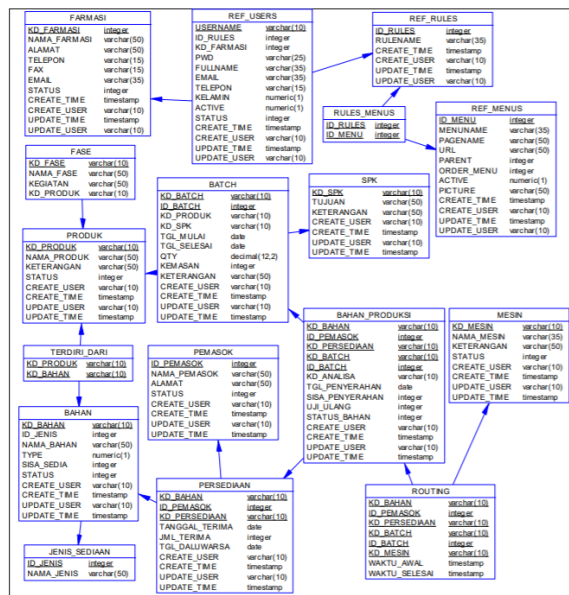 FARMASI
KD_FARMASI integer
NAMA_FARMASI varchar(50)
ALAMAT varchar(50)
TELEPON varchar(15)
FAX varchar(15)
EMAIL varchar(35)
STATUS integer
CREATE_TIME timestamp
CREATE_USER varchar(10)
UPDATE_TIME timestamp
UPDATE_USER varchar(10)
REF_USERS
USERNAME varchar(10)
ID_RULES integer
KD_FARMASI integer
PWD varchar(25)
FULLNAME varchar(35)
EMAIL varchar(35)
TELEPON varchar(15)
KELAMIN numeric(1)
ACTIVE numeric(1)
STATUS integer
CREATE_TIME timestamp
CREATE_USER varchar(10)
UPDATE_TIME timestamp
UPDATE_USER varchar(10)
REF_RULES
ID_RULES integer
RULENAME varchar(35)
CREATE_TIME timestamp
CREATE_USER varchar(10)
UPDATE_TIME timestamp
UPDATE_USER varchar(10)
RULES_MENUS
ID_RULES integer
ID_MENU integer
REF_MENUS
ID_MENU integer
MENUNAME varchar(35)
PAGENAME varchar(50)
URL varchar(50)
PARENT integer
ORDER_MENU integer
ACTIVE numeric(1)
PICTURE varchar(50)
CREATE_TIME timestamp
CREATE_USER varchar(10)
UPDATE_TIME timestamp
UPDATE_USER varchar(10)
FASE
KD_FASE varchar(10)
NAMA_FASE varchar(50)
KEGIATAN varchar(50)
KD_PRODUK varchar(10)
BATCH
KD_BATCH varchar(10)
ID_BATCH integer
KD_PRODUK varchar(10)
KD_SPK varchar(10)
TGL_MULAI date
TGL_SELESAI date
QTY decimal(12,2)
KEMASAN integer
KETERANGAN varchar(50)
CREATE_USER varchar(10)
CREATE_TIME timestamp
UPDATE_USER varchar(10)
UPDATE_TIME timestamp
SPK
KD_SPK varchar(10)
TUJUAN varchar(50)
KETERANGAN varchar(50)
CREATE_USER varchar(10)
CREATE_TIME timestamp
UPDATE_USER varchar(10)
UPDATE_TIME timestamp
PRODUK
KD_PRODUK varchar(10)
NAMA_PRODUK varchar(50)
KETERANGAN varchar(50)
STATUS integer
CREATE_USER varchar(10)
CREATE_TIME timestamp
UPDATE_USER varchar(10)
UPDATE_TIME timestamp
TERDIRI_DARI
KD_PRODUK varchar(10)
KD_BAHAN varchar(10)
PEMASOK
ID_PEMASOK integer
NAMA_PEMASOK varchar(50)
ALAMAT varchar(50)
STATUS integer
CREATE_USER varchar(10)
CREATE_TIME timestamp
UPDATE_USER varchar(10)
UPDATE_TIME timestamp
BAHAN_PRODUKSI
KD_BAHAN varchar(10)
ID_PEMASOK integer
KD_PERSEDIAAN varchar(10)
KD_BATCH varchar(10)
ID_BATCH integer
KD_ANALISA varchar(10)
TGL_PENYERAHAN date
SISA_PENYERAHAN integer
UJI_ULANG integer
STATUS_BAHAN integer
CREATE_USER varchar(10)
CREATE_TIME timestamp
UPDATE_USER varchar(10)
UPDATE_TIME timestamp
MESIN
KD_MESIN varchar(10)
NAMA_MESIN varchar(35)
KETERANGAN varchar(50)
STATUS integer
CREATE_USER varchar(10)
CREATE_TIME timestamp
UPDATE_USER varchar(10)
UPDATE_TIME timestamp
BAHAN
KD_BAHAN varchar(10)
ID_JENIS integer
NAMA_BAHAN varchar(50)
TYPE numeric(1)
SISA_SEDIA integer
STATUS integer
CREATE_USER varchar(10)
CREATE_TIME timestamp
UPDATE_USER varchar(10)
UPDATE_TIME timestamp
PERSEDIAAN
KD_BAHAN varchar(10)
ID_PEMASOK integer
KD_PERSEDIAAN varchar(10)
TANGGAL_TERIMA date
JML_TERIMA integer
TGL_DALUWARSA date
CREATE_USER varchar(10)
CREATE_TIME timestamp
UPDATE_USER varchar(10)
UPDATE_TIME timestamp
ROUTING
KD_BAHAN varchar(10)
ID_PEMASOK integer
KD_PERSEDIAAN varchar(10)
KD_BATCH varchar(10)
ID_BATCH integer
KD_MESIN varchar(10)
WAKTU_AWAL timestamp
WAKTU_SELESAI timestamp
JENIS_SEDIAAN
ID_JENIS integer
NAMA_JENIS varchar(50)